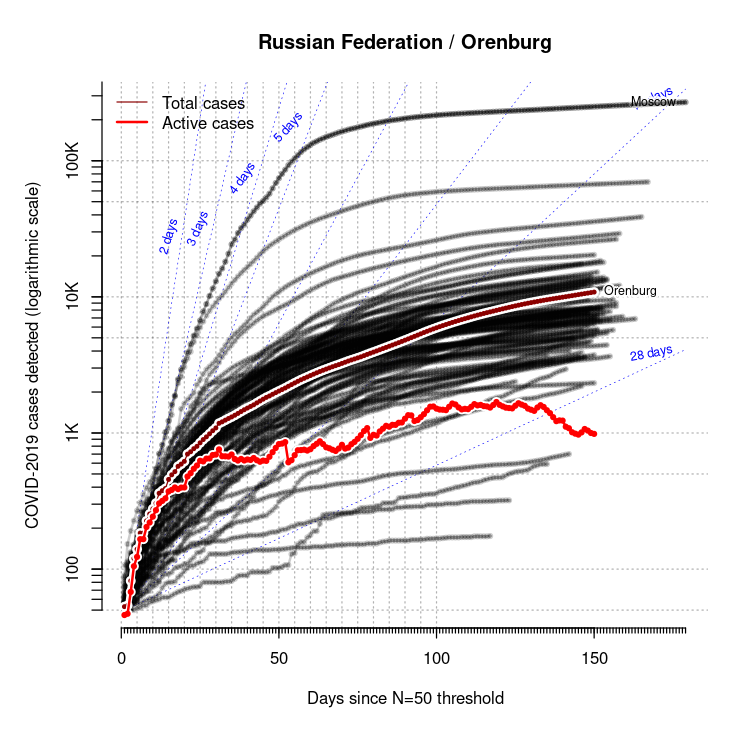 Russian Federation / Orenburg
Total cases
Active cases
2 days
3 days
4 days
5 days
days
Moscow
Orenburg
28 days
COVID-2019 cases detected (logarithmic scale)
100
1K
10K
100K
0
50
100
150
Days since N=50 threshold